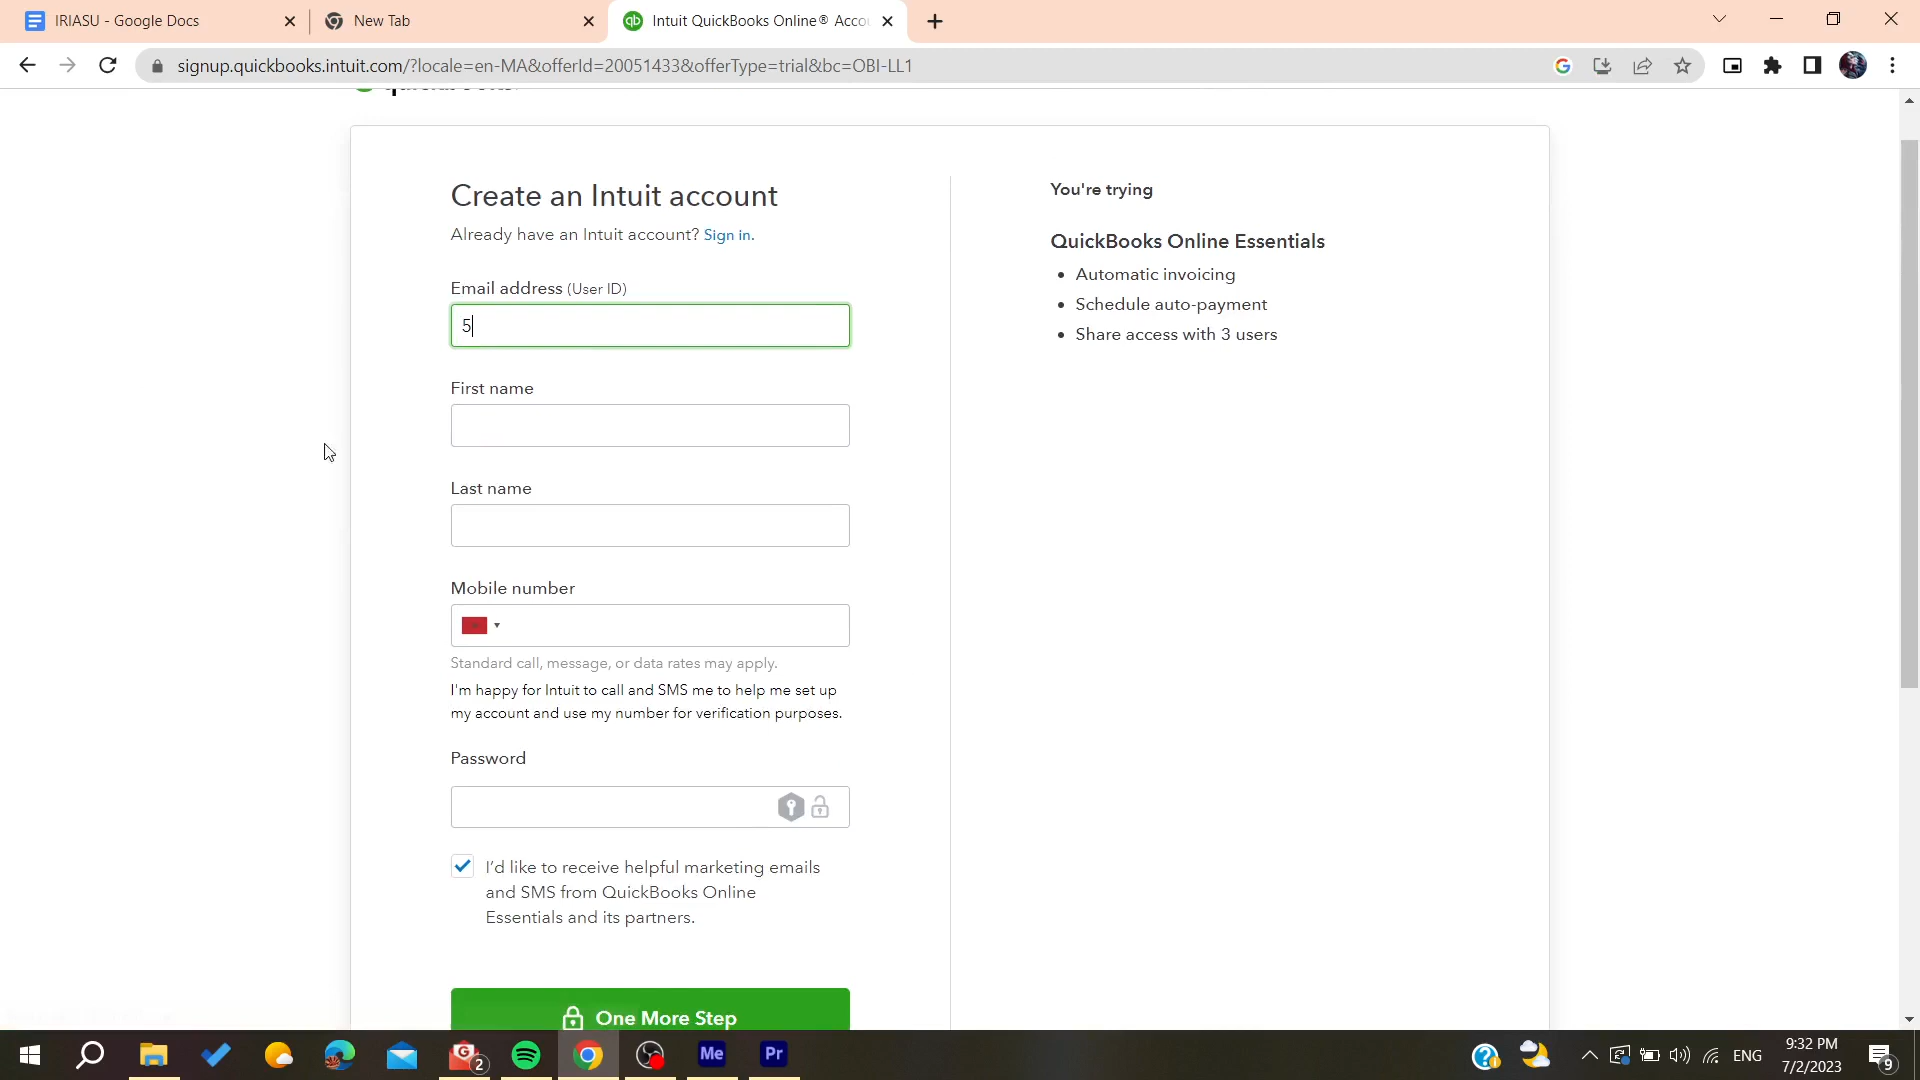 IRIASU - Google Docs
New Tab
Intuit QuickBooks Online® Acco
signup.quickbooks.intuit.com/?locale=en-MA&offerId=20051433&offerType=trial&bc=OBI-LL1
Create an Intuit account
Already have an Intuit account? Sign in.
Email address (User ID)
5
First name
Last name
Mobile number
Standard call, message, or data rates may apply.
I'm happy for Intuit to call and SMS me to help me set up
my account and use my number for verification purposes.
Password
I'd like to receive helpful marketing emails
and SMS from QuickBooks Online
Essentials and its partners.
One More Step
You're trying
QuickBooks Online Essentials
• Automatic invoicing
• Schedule auto-payment
• Share access with 3 users
2
Me
Pr
ENG
9:32 PM
7/2/2023
9